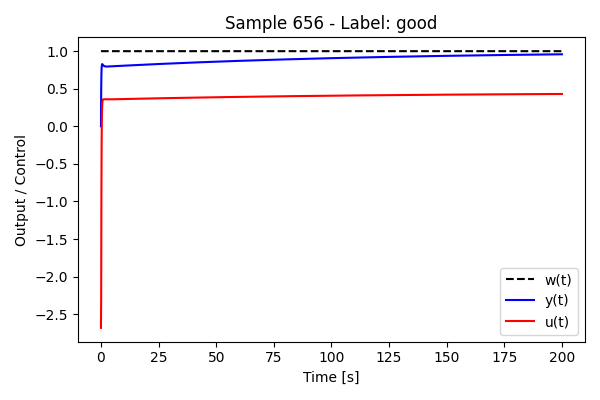 Sample 656 - Label: good
Output / Control
1.0
0.5
0.0
−0.5
−1.0
−1.5
−2.0
−2.5
w(t)
y(t)
u(t)
0 25 50 75 100 125 150 175 200
Time [s]